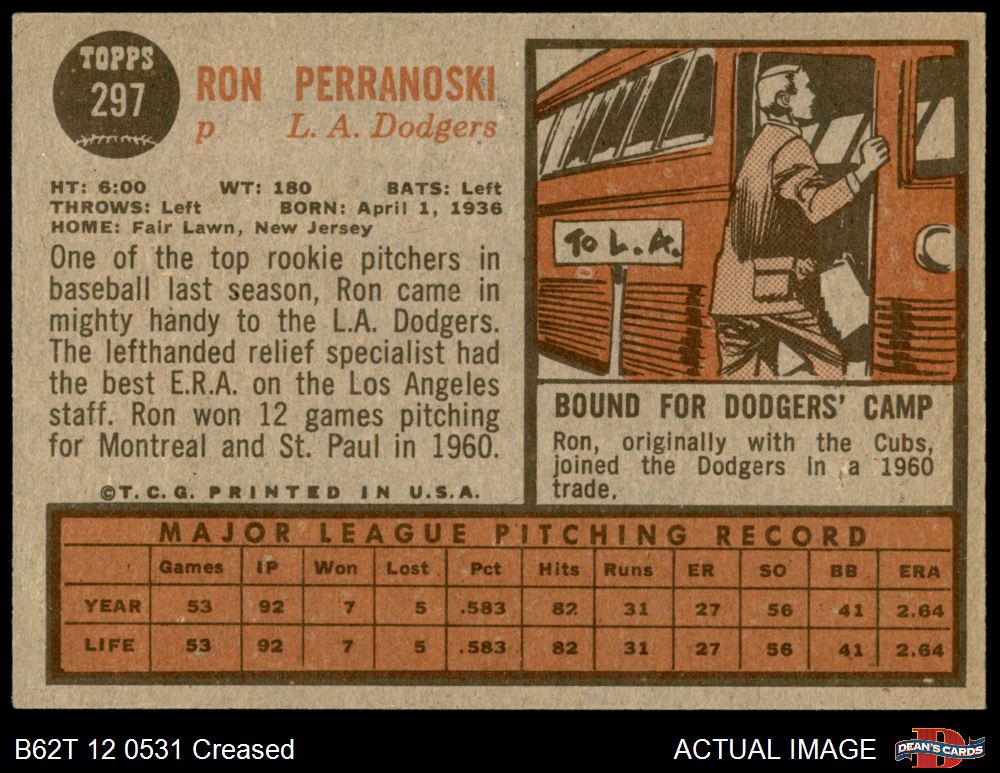 TOPPS
297
RON PERRANOSKI
p L. A. Dodgers
HT: 6:00 WT: 180 BATS: Left
THROWS: Left BORN: April 1, 1936
HOME: Fair Lawn, New Jersey
One of the top rookie pitchers in
baseball last season, Ron came in
mighty handy to the L.A. Dodgers.
The lefthanded relief specialist had
the best E.R.A. on the Los Angeles
staff. Ron won 12 games pitching
for Montreal and St. Paul in 1960.
©T.C.G. PRINTED IN U.S.A.
TO L.A.
BOUND FOR DODGERS' CAMP
Ron, originally with the Cubs,
joined the Dodgers in a 1960
trade.
MAJOR LEAGUE PITCHING RECORD
Games IP Won Lost Pct Hits Runs ER SO BB ERA
YEAR 53 92 7 5 .583 82 31 27 56 41 2.64
LIFE 53 92 7 5 .583 82 31 27 56 41 2.64
B62T 12 0531 Creased ACTUAL IMAGE
DEAN'S CARDS